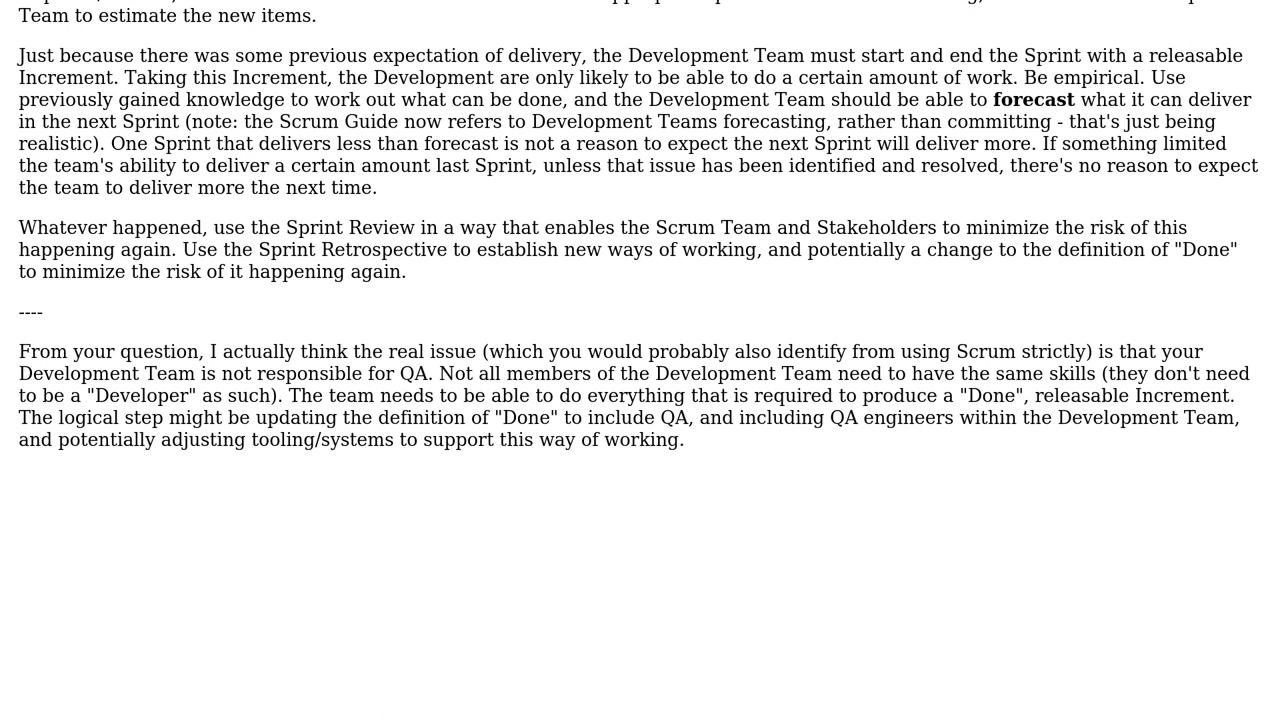 Team to estimate the new items.
Just because there was some previous expectation of delivery, the Development Team must start and end the Sprint with a releasable
Increment. Taking this Increment, the Development are only likely to be able to do a certain amount of work. Be empirical. Use
previously gained knowledge to work out what can be done, and the Development Team should be able to forecast what it can deliver
in the next Sprint (note: the Scrum Guide now refers to Development Teams forecasting, rather than committing - that's just being
realistic). One Sprint that delivers less than forecast is not a reason to expect the next Sprint will deliver more. If something limited
the team's ability to deliver a certain amount last Sprint, unless that issue has been identified and resolved, there's no reason to expect
the team to deliver more the next time.
Whatever happened, use the Sprint Review in a way that enables the Scrum Team and Stakeholders to minimize the risk of this
happening again. Use the Sprint Retrospective to establish new ways of working, and potentially a change to the definition of "Done"
to minimize the risk of it happening again.
----
From your question, I actually think the real issue (which you would probably also identify from using Scrum strictly) is that your
Development Team is not responsible for QA. Not all members of the Development Team need to have the same skills (they don't need
to be a "Developer" as such). The team needs to be able to do everything that is required to produce a "Done", releasable Increment.
The logical step might be updating the definition of "Done" to include QA, and including QA engineers within the Development Team,
and potentially adjusting tooling/systems to support this way of working.